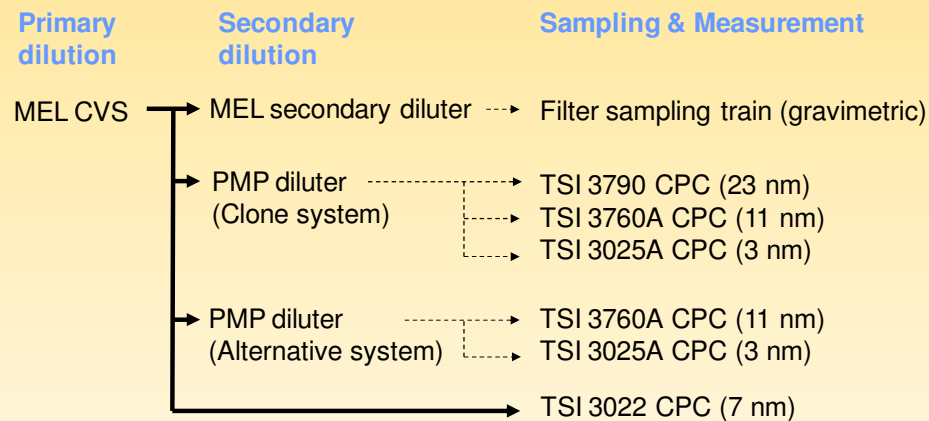 Primary dilution
Secondary dilution
Sampling & Measurement
MEL CVS
MEL secondary diluter
Filter sampling train (gravimetric)
PMP diluter
(Clone system)
TSI 3790 CPC (23 nm)
TSI 3760A CPC (11 nm)
TSI 3025A CPC (3 nm)
PMP diluter
(Alternative system)
TSI 3760A CPC (11 nm)
TSI 3025A CPC (3 nm)
TSI 3022 CPC (7 nm)